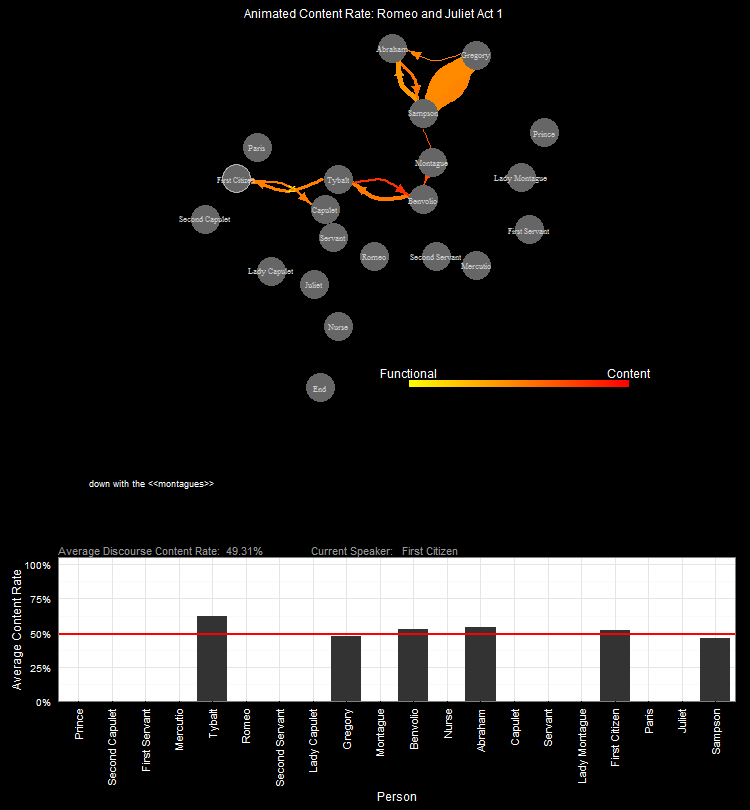 Animated Content Rate: Romeo and Juliet Act 1
Abraham
Gregory
Sampson
Prince
Paris
Montague
First Citizen
Tybalt
Lady Montague
Benvolio
Capulet
Second Capulet
First Servant
Servant
Romeo
Second Servant
Mercutio
Lady Capulet
Juliet
Nurse
Functional Content
End
down with the <<montagues>>
Average Discourse Content Rate: 49.31% Current Speaker: First Citizen
100%
75%
50%
25%
0%
Average Content Rate
Prince
Second Capulet
First Servant
Mercutio
Tybalt
Romeo
Second Servant
Lady Capulet
Gregory
Montague
Benvolio
Nurse
Abraham
Capulet
Servant
Lady Montague
First Citizen
Paris
Juliet
Sampson
Person